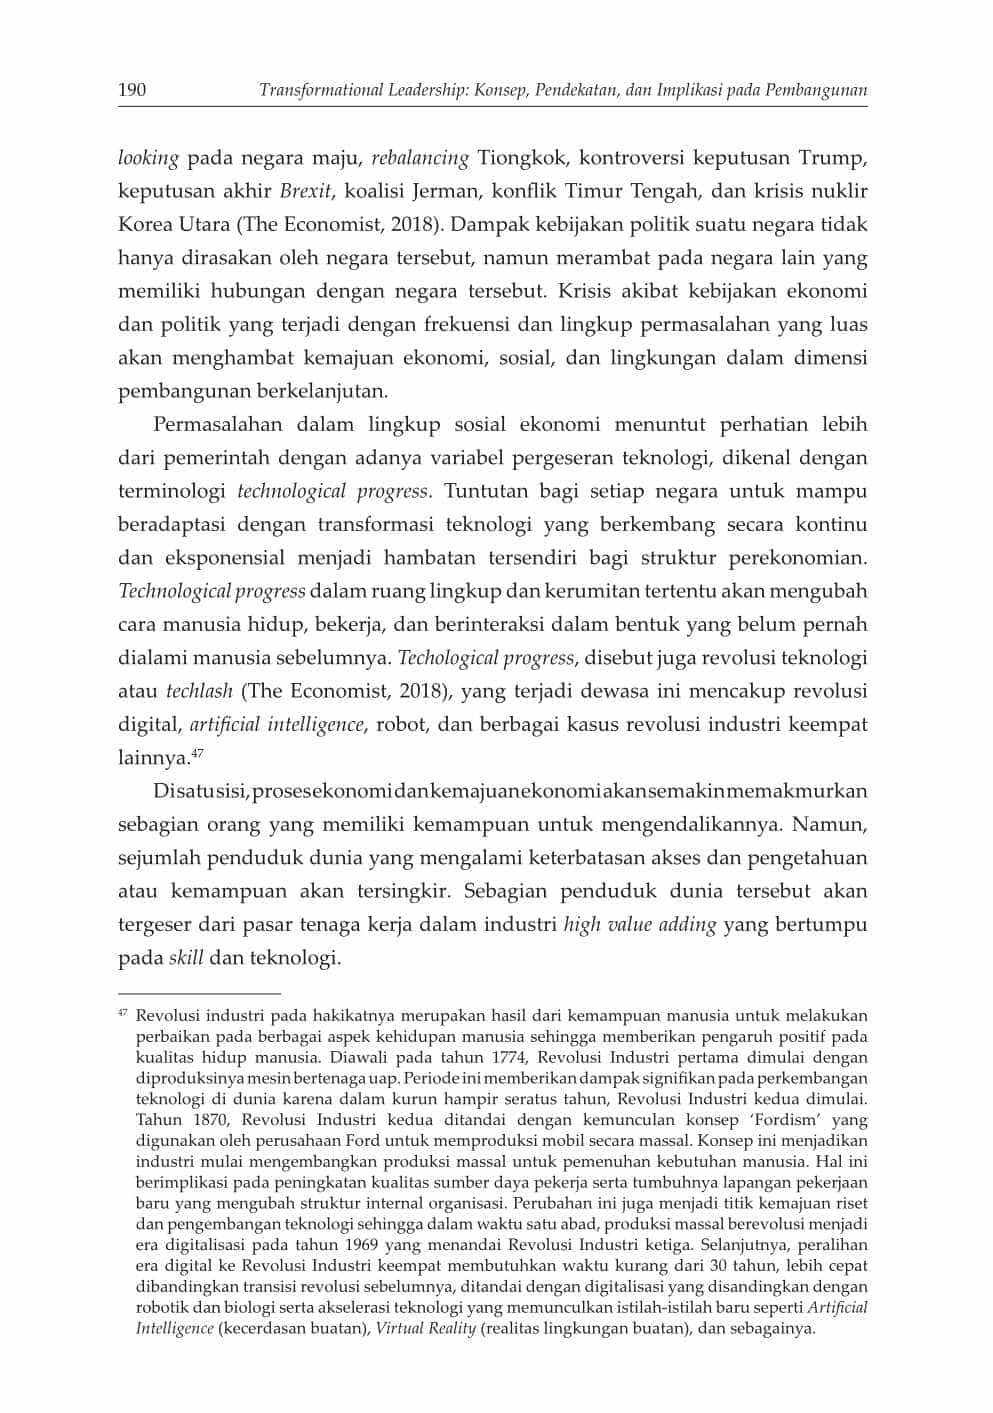 190 Transformational Leadership: Konsep, Pendekatan, dan Implikasi pada Pembangunan
looking pada negara maju, rebalancing Tiongkok, kontroversi keputusan Trump,
keputusan akhir Brexit, koalisi Jerman, konflik Timur Tengah, dan krisis nuklir
Korea Utara (The Economist, 2018). Dampak kebijakan politik suatu negara tidak
hanya dirasakan oleh negara tersebut, namun merambat pada negara lain yang
memiliki hubungan dengan negara tersebut. Krisis akibat kebijakan ekonomi
dan politik yang terjadi dengan frekuensi dan lingkup permasalahan yang luas
akan menghambat kemajuan ekonomi, sosial, dan lingkungan dalam dimensi
pembangunan berkelanjutan.
Permasalahan dalam lingkup sosial ekonomi menuntut perhatian lebih
dari pemerintah dengan adanya variabel pergeseran teknologi, dikenal dengan
terminologi technological progress. Tuntutan bagi setiap negara untuk mampu
beradaptasi dengan transformasi teknologi yang berkembang secara kontinu
dan eksponensial menjadi hambatan tersendiri bagi struktur perekonomian.
Technological progress dalam ruang lingkup dan kerumitan tertentu akan mengubah
cara manusia hidup, bekerja, dan berinteraksi dalam bentuk yang belum pernah
dialami manusia sebelumnya. Techological progress, disebut juga revolusi teknologi
atau techlash (The Economist, 2018), yang terjadi dewasa ini mencakup revolusi
digital, artificial intelligence, robot, dan berbagai kasus revolusi industri keempat
lainnya.47
Di satu sisi, proses ekonomi dan kemajuan ekonomi akan semakin memakmurkan
sebagian orang yang memiliki kemampuan untuk mengendalikannya. Namun,
sejumlah penduduk dunia yang mengalami keterbatasan akses dan pengetahuan
atau kemampuan akan tersingkir. Sebagian penduduk dunia tersebut akan
tergeser dari pasar tenaga kerja dalam industri high value adding yang bertumpu
pada skill dan teknologi.
47 Revolusi industri pada hakikatnya merupakan hasil dari kemampuan manusia untuk melakukan
perbaikan pada berbagai aspek kehidupan manusia sehingga memberikan pengaruh positif pada
kualitas hidup manusia. Diawali pada tahun 1774, Revolusi Industri pertama dimulai dengan
diproduksinya mesin bertenaga uap. Periode ini memberikan dampak signifikan pada perkembangan
teknologi di dunia karena dalam kurun hampir seratus tahun, Revolusi Industri kedua dimulai.
Tahun 1870, Revolusi Industri kedua ditandai dengan kemunculan konsep ‘Fordism’ yang
digunakan oleh perusahaan Ford untuk memproduksi mobil secara massal. Konsep ini menjadikan
industri mulai mengembangkan produksi massal untuk pemenuhan kebutuhan manusia. Hal ini
berimplikasi pada peningkatan kualitas sumber daya pekerja serta tumbuhnya lapangan pekerjaan
baru yang mengubah struktur internal organisasi. Perubahan ini juga menjadi titik kemajuan riset
dan pengembangan teknologi sehingga dalam waktu satu abad, produksi massal berevolusi menjadi
era digitalisasi pada tahun 1969 yang menandai Revolusi Industri ketiga. Selanjutnya, peralihan
era digital ke Revolusi Industri keempat membutuhkan waktu kurang dari 30 tahun, lebih cepat
dibandingkan transisi revolusi sebelumnya, ditandai dengan digitalisasi yang disandingkan dengan
robotik dan biologi serta akselerasi teknologi yang memunculkan istilah-istilah baru seperti Artificial
Intelligence (kecerdasan buatan), Virtual Reality (realitas lingkungan buatan), dan sebagainya.